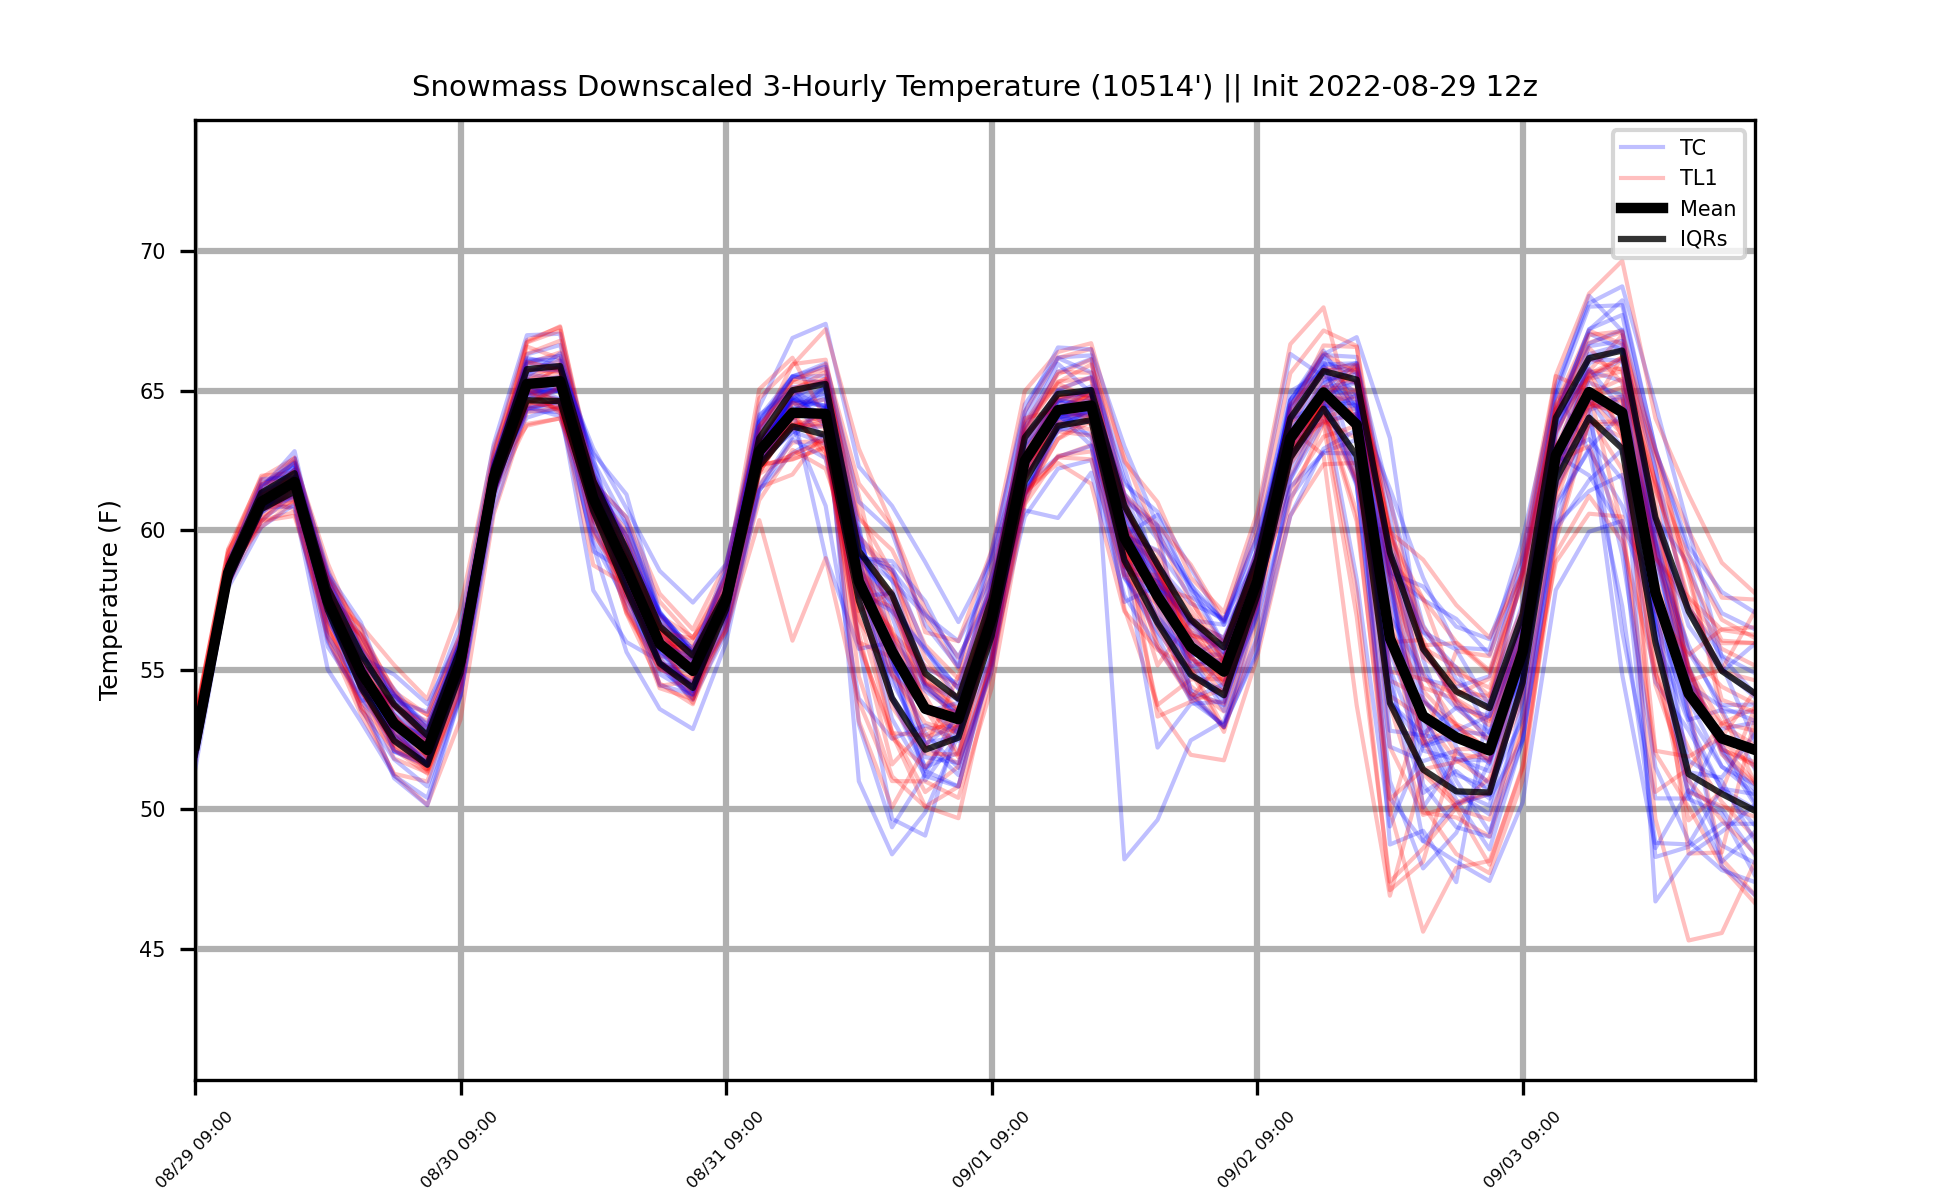 Snowmass Downscaled 3-Hourly Temperature (10514') || Init 2022-08-29 12z
TC
TL1
Mean
IQRs
Temperature (F)
70
65
60
55
50
45
08/29 09:00
08/30 09:00
08/31 09:00
09/01 09:00
09/02 09:00
09/03 09:00